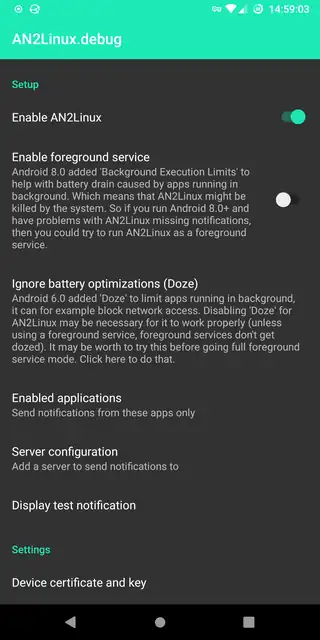 14:59:03
AN2Linux.debug
Setup
Enable AN2Linux
Enable foreground service
Android 8.0 added 'Background Execution Limits' to
help with battery drain caused by apps running in
background. Which means that AN2Linux might be
killed by the system. So if you run Android 8.0+ and
have problems with AN2Linux missing notifications,
then you could try to run AN2Linux as a foreground
service.
Ignore battery optimizations (Doze)
Android 6.0 added 'Doze' to limit apps running in background,
it can for example block network access. Disabling 'Doze' for
AN2Linux may be necessary for it to work properly (unless
using a foreground service, foreground services don't get
dozed). It may be worth to try this before going full foreground
service mode. Click here to do that.
Enabled applications
Send notifications from these apps only
Server configuration
Add a server to send notifications to
Display test notification
Settings
Device certificate and key